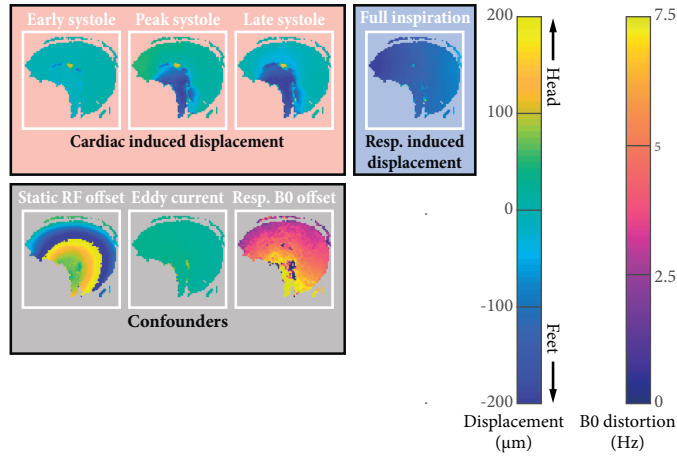 Early systole
Peak systole
Late systole
Full inspiration
Cardiac induced displacement
Resp. induced
displacement
Static RF offset
Eddy current
Resp. B0 offset
Confounders
200
100
0
-100
-200
Head
Feet
Displacement
(μm)
7.5
5
2.5
0
B0 distortion
(Hz)